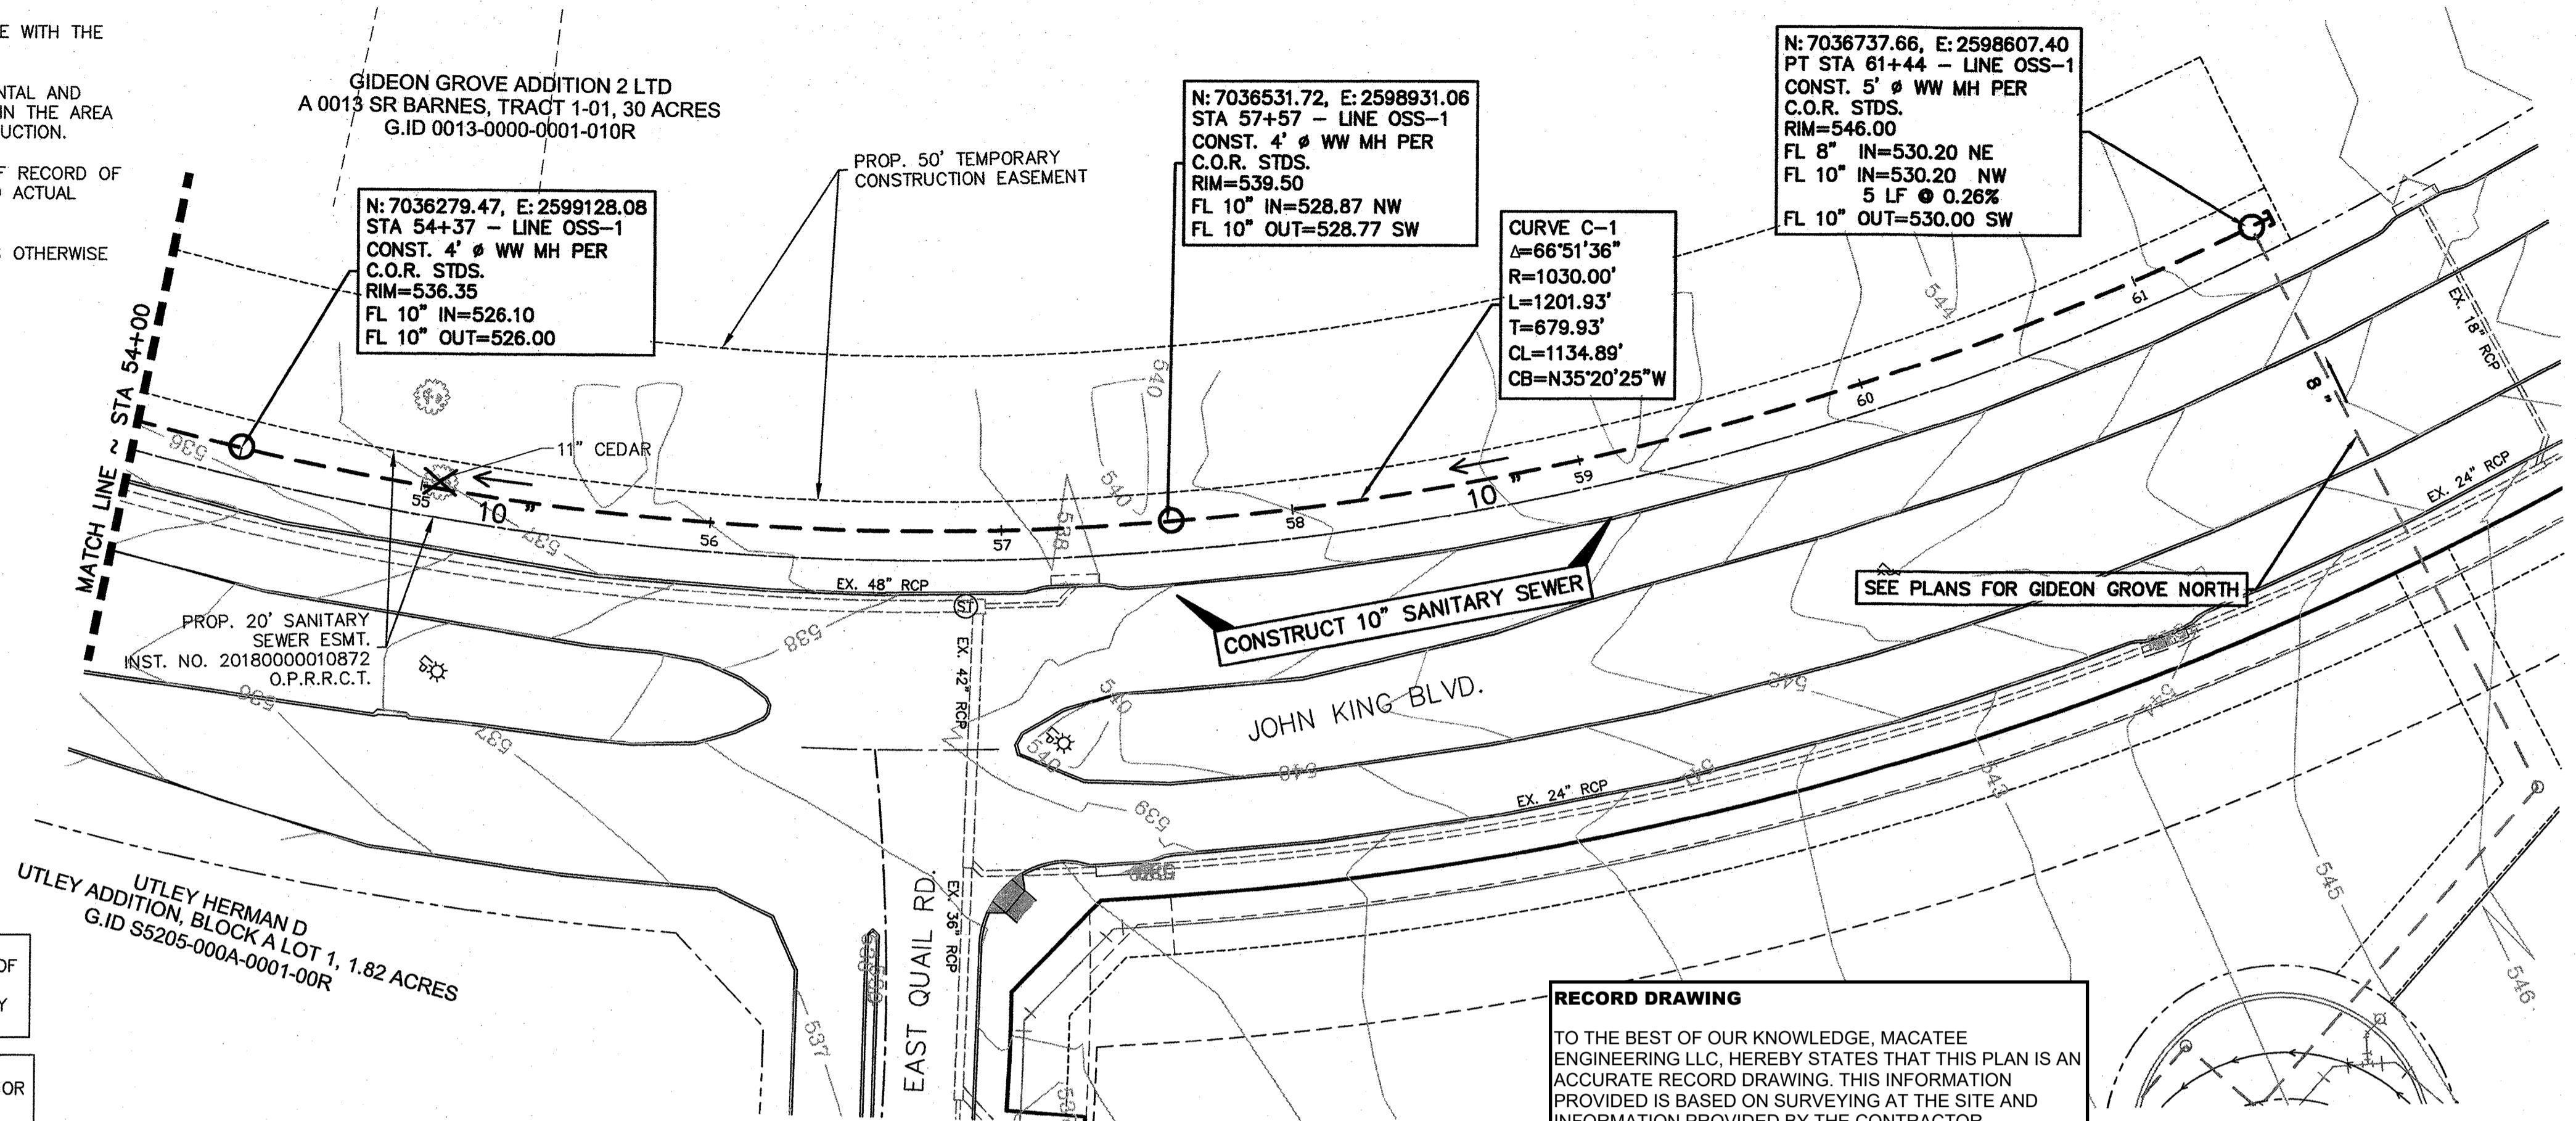 E WITH THE
NTAL AND
IN THE AREA
UCTION.
F RECORD OF
ACTUAL
OTHERWISE
GIDEON GROVE ADDITION 2 LTD
A 0013 SR BARNES, TRACT 1-01, 30 ACRES
G.ID 0013-0000-0001-010R
N: 7036279.47, E: 2599128.08
STA 54+37 - LINE OSS-1
CONST. 4' ø WW MH PER
C.O.R. STDS.
RIM=536.35
FL 10" IN=526.10
FL 10" OUT=526.00
PROP. 50' TEMPORARY
CONSTRUCTION EASEMENT
N: 7036531.72, E: 2598931.06
STA 57+57 - LINE OSS-1
CONST. 4' ø WW MH PER
C.O.R. STDS.
RIM=539.50
FL 10" IN=528.87 NW
FL 10" OUT=528.77 SW
CURVE C-1
Δ=66°51'36"
R=1030.00'
L=1201.93'
T=679.93'
CL=1134.89'
CB=N35°20'25"W
N: 7036737.66, E: 2598607.40
PT STA 61+44 - LINE OSS-1
CONST. 5' ø WW MH PER
C.O.R. STDS.
RIM=546.00
FL 8" IN=530.20 NE
FL 10" IN=530.20 NW
5 LF @ 0.26%
FL 10" OUT=530.00 SW
MATCH LINE ~ STA 54+00
536
11" CEDAR
55
10"
537
56
57
538
540
540
58
10"
59
60
61
544
8"
EX. 18" RCP
EX. 24" RCP
EX. 48" RCP
ST
CONSTRUCT 10" SANITARY SEWER
SEE PLANS FOR GIDEON GROVE NORTH
PROP. 20' SANITARY
SEWER ESMT.
INST. NO. 20180000010872
O.P.R.R.C.T.
538
538
537
EX. 42" RCP
540
540
540
JOHN KING BLVD.
542
539
EX. 24" RCP
543
545
546
UTLEY HERMAN D
UTLEY ADDITION, BLOCK A LOT 1, 1.82 ACRES
G.ID S5205-000A-0001-00R
537
EAST QUAIL RD.
EX. 36" RCP
OF
Y
OR
RECORD DRAWING
TO THE BEST OF OUR KNOWLEDGE, MACATEE
ENGINEERING LLC, HEREBY STATES THAT THIS PLAN IS AN
ACCURATE RECORD DRAWING. THIS INFORMATION
PROVIDED IS BASED ON SURVEYING AT THE SITE AND
INFORMATION PROVIDED BY THE CONTRACTOR